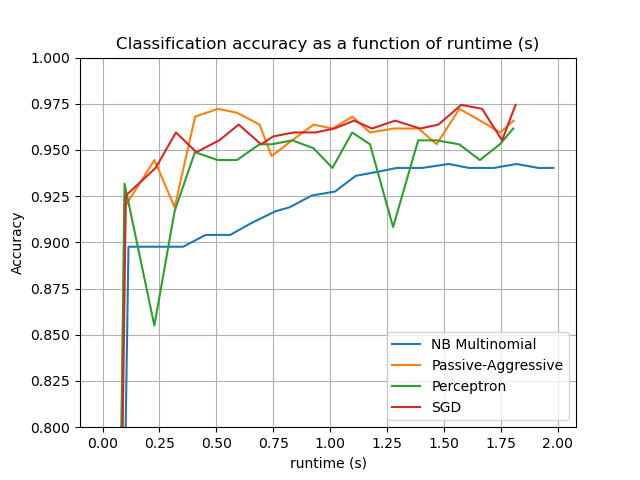 Classification accuracy as a function of runtime (s)
1.000
0.975
0.950
0.925
0.900
0.875
0.850
0.825
0.800
Accuracy
NB Multinomial
Passive-Aggressive
Perceptron
SGD
0.00 0.25 0.50 0.75 1.00 1.25 1.50 1.75 2.00
runtime (s)